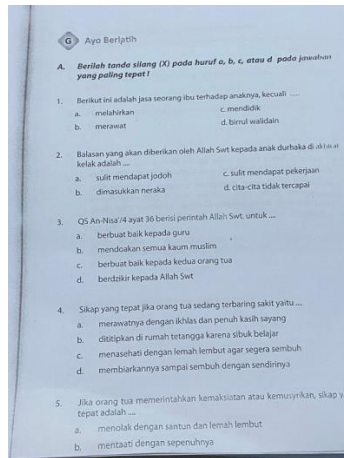 G Ayo Berlatih
A. Berilah tanda silang (X) pada huruf a, b, c, atau d pada jawaban
yang paling tepat !
1. Berikut ini adalah jasa seorang ibu terhadap anaknya, kecuali ....
a. melahirkan c. mendidik
b. merawat d. birrul walidain
2. Balasan yang akan diberikan oleh Allah Swt kepada anak durhaka di akhirat
kelak adalah ...
a. sulit mendapat jodoh c. sulit mendapat pekerjaan
b. dimasukkan neraka d. cita-cita tidak tercapai
3. QS An-Nisa'/4 ayat 36 berisi perintah Allah Swt. untuk ....
a. berbuat baik kepada guru
b. mendoakan semua kaum muslim
c. berbuat baik kepada kedua orang tua
d. berdzikir kepada Allah Swt
4. Sikap yang tepat jika orang tua sedang terbaring sakit yaitu ...
a. merawatnya dengan ikhlas dan penuh kasih sayang
b. dititipkan di rumah tetangga karena sibuk belajar
c. menasehati dengan lemah lembut agar segera sembuh
d. membiarkannya sampai sembuh dengan sendirinya
5. Jika orang tua memerintahkan kemaksiatan atau kemusyrikan, sikap y
tepat adalah ....
a. menolak dengan santun dan lemah lembut
b. mentaati dengan sepenuhnya